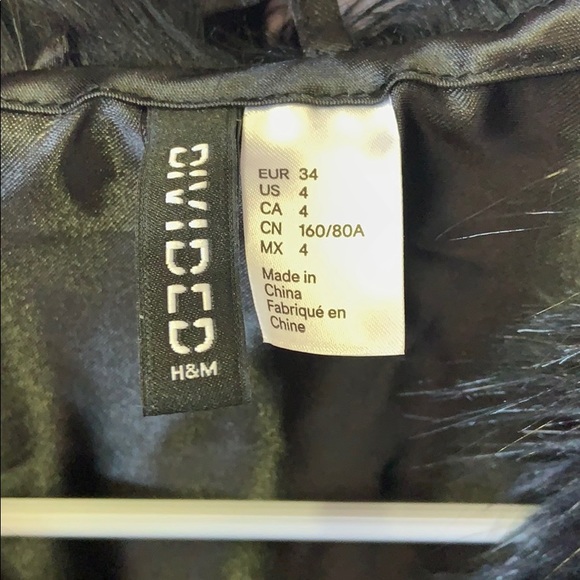 DIVIDED
H&M
EUR 34
US 4
CA 4
CN 160/80A
MX 4
Made in
China
Fabriqué en
Chine